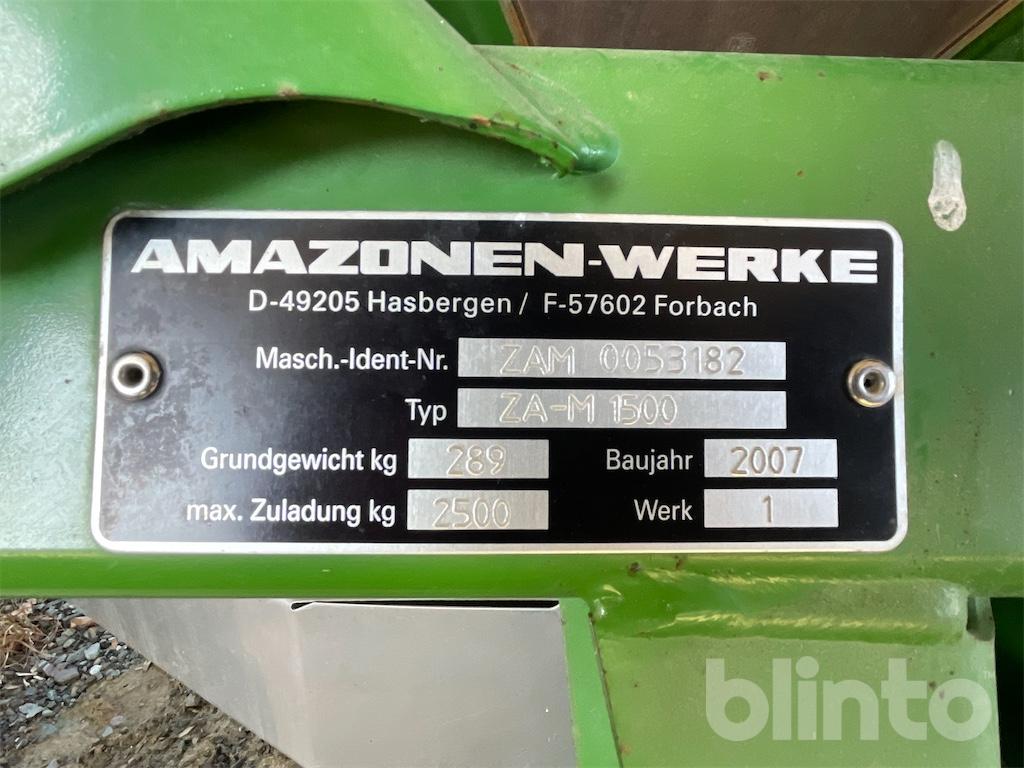 AMAZONEN-WERKE
D-49205 Hasbergen / F-57602 Forbach
Masch.-Ident-Nr. ZAM 0053182
Typ ZA-M 1500
Grundgewicht kg 289 Baujahr 2007
max. Zuladung kg 2500 Werk 1
blinto™